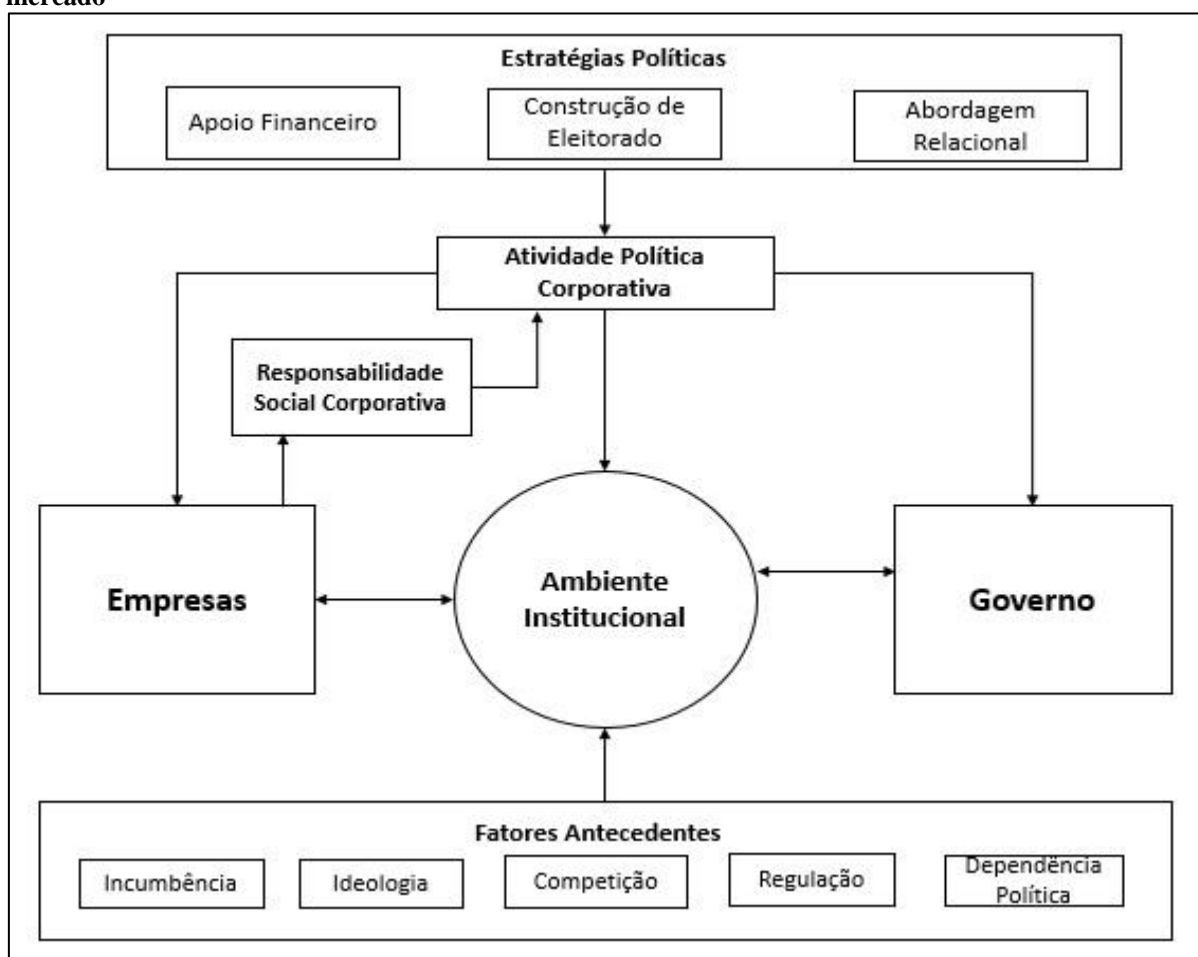 mercado
Estratégias Políticas
Apoio Financeiro
Construção de
Eleitorado
Abordagem
Relacional
Atividade Política
Corporativa
Responsabilidade
Social Corporativa
Empresas
Ambiente
Institucional
Governo
Fatores Antecedentes
Incumbência
Ideologia
Competição
Regulação
Dependência
Política